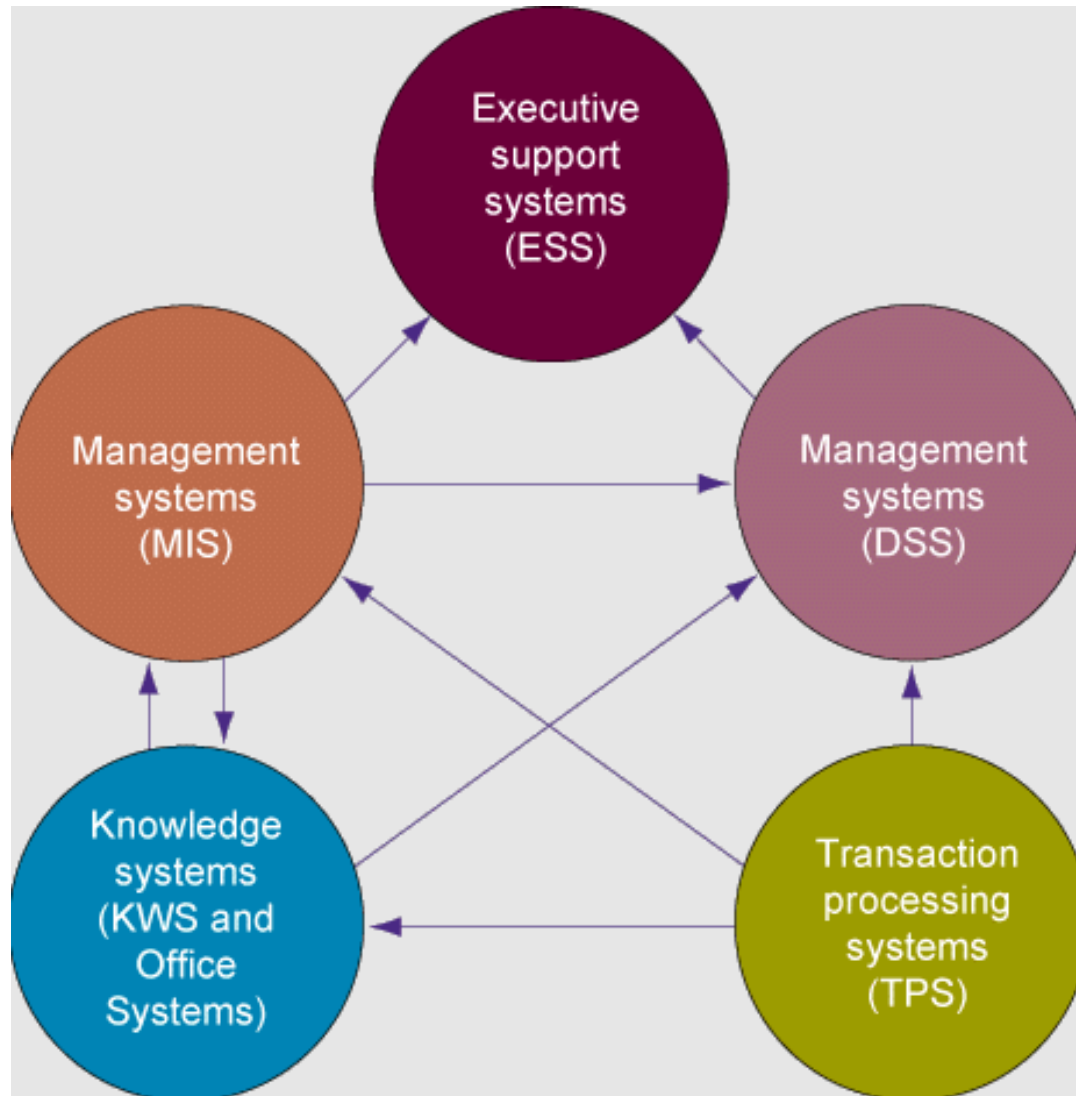 Executive
support
systems
(ESS)
Management
systems
(MIS)
Management
systems
(DSS)
Knowledge
systems
(KWS and
Office
Systems)
Transaction
processing
systems
(TPS)